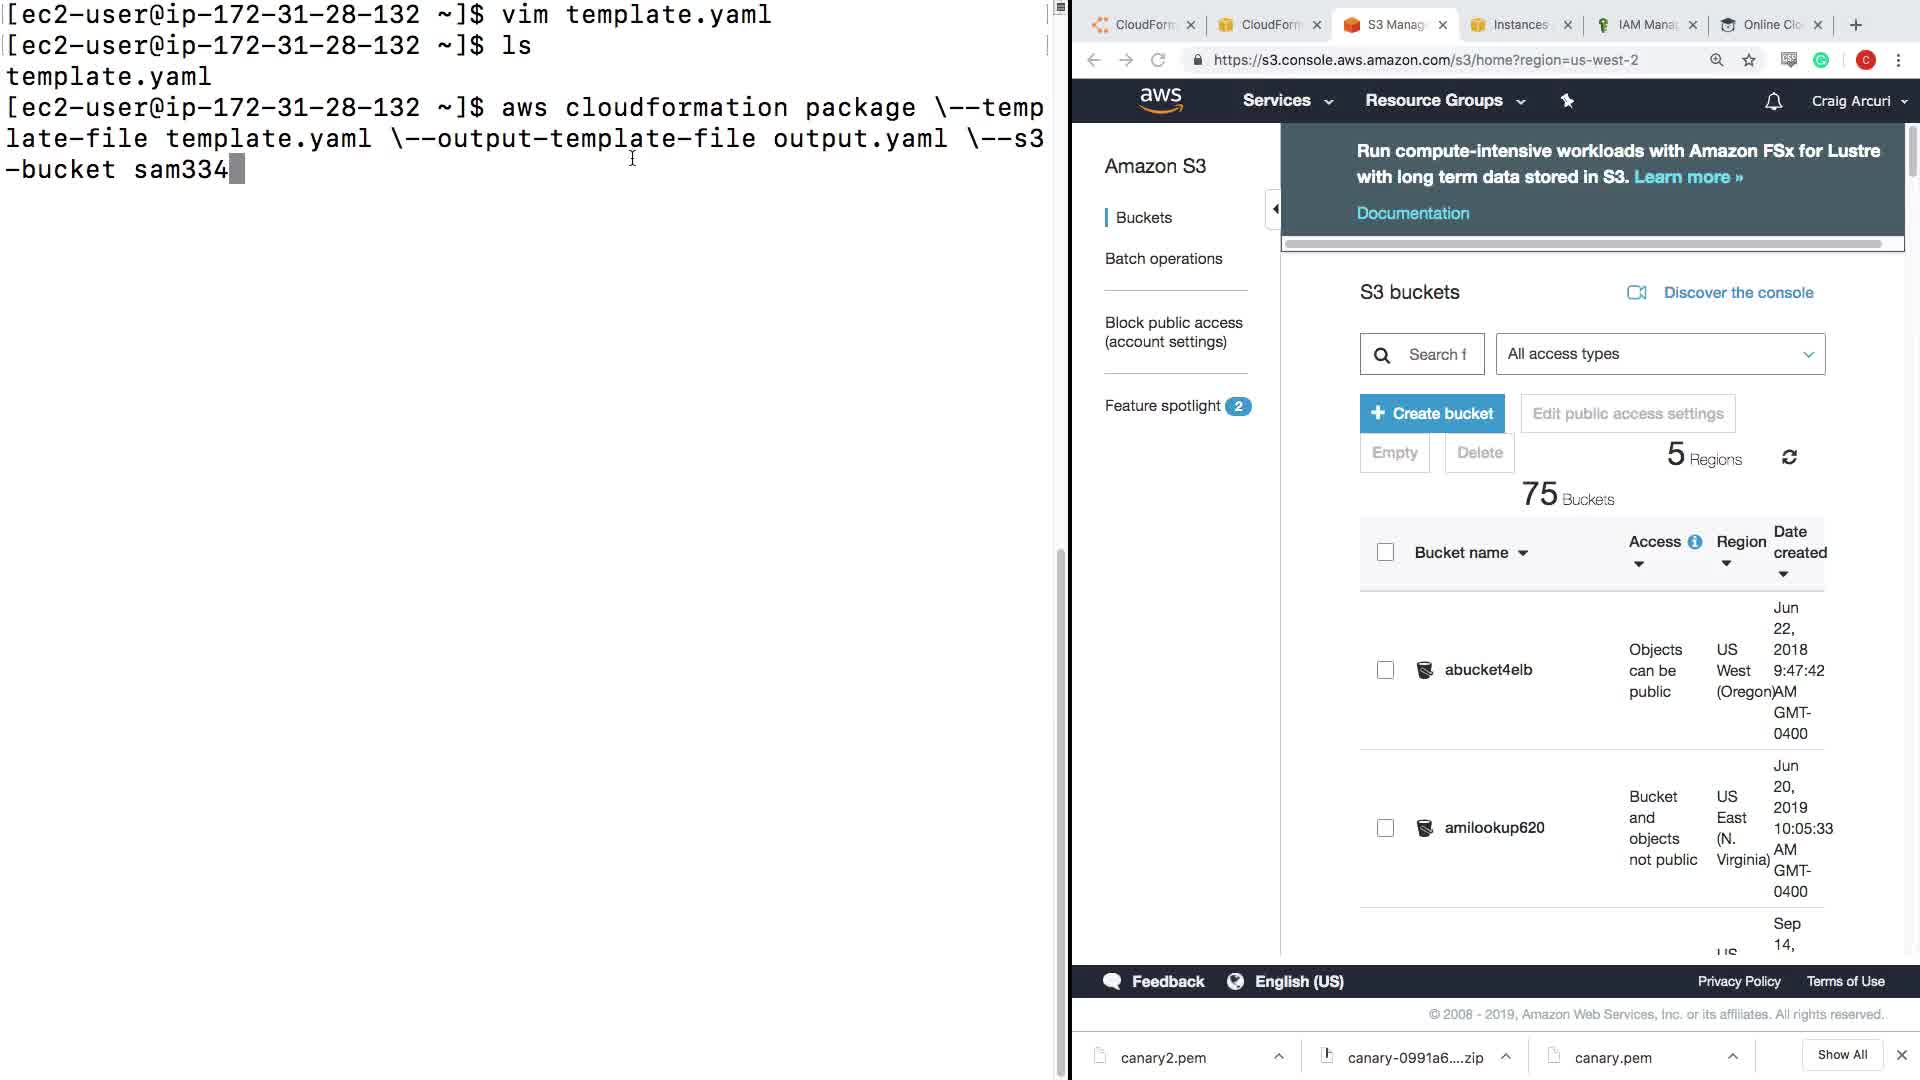 [ec2-user@ip-172-31-28-132 ~]$ vim template.yaml
[ec2-user@ip-172-31-28-132 ~]$ ls
template.yaml
[ec2-user@ip-172-31-28-132 ~]$ aws cloudformation package \--temp
late-file template.yaml \--output-template-file output.yaml \--s3
-bucket sam334
CloudForm
CloudForm
S3 Manag
Instances
IAM Mana
Online Clo
https://s3.console.aws.amazon.com/s3/home?region=us-west-2
C
aws
Services
Resource Groups
Craig Arcuri
Amazon S3
Buckets
Batch operations
Block public access
(account settings)
Feature spotlight 2
Run compute-intensive workloads with Amazon FSx for Lustre
with long term data stored in S3. Learn more »
Documentation
S3 buckets
Discover the console
Search f
All access types
+ Create bucket
Edit public access settings
Empty
Delete
5 Regions
75 Buckets
Bucket name
Access
Region
Date
created
abucket4elb
Objects
can be
public
US
West
(Oregon)
Jun
22,
2018
9:47:42
AM
GMT-
0400
amilookup620
Bucket
and
objects
not public
US
East
(N.
Virginia)
Jun
20,
2019
10:05:33
AM
GMT-
0400
US
Sep
14,
Feedback
English (US)
Privacy Policy
Terms of Use
© 2008 - 2019, Amazon Web Services, Inc. or its affiliates. All rights reserved.
canary2.pem
canary-0991a6....zip
canary.pem
Show All